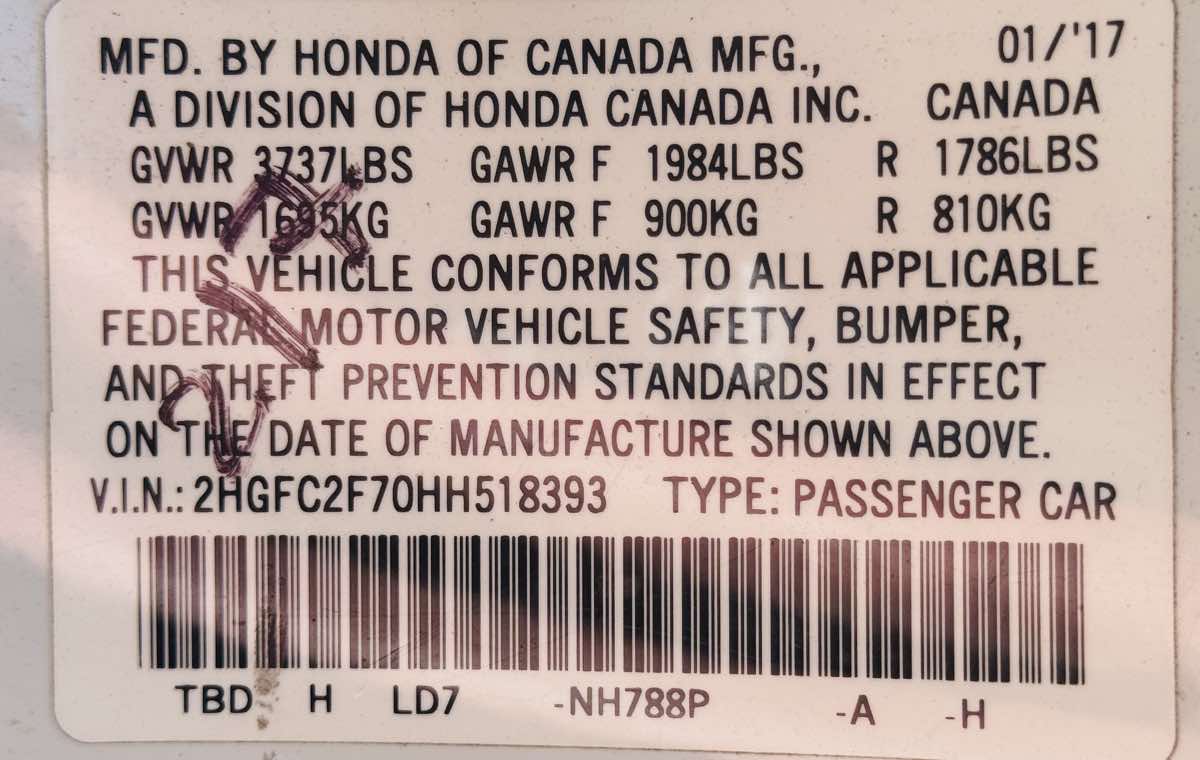 MFD. BY HONDA OF CANADA MFG., 01/'17
A DIVISION OF HONDA CANADA INC. CANADA
GVWR 3737LBS GAWR F 1984LBS R 1786LBS
GVWR 1695KG GAWR F 900KG R 810KG
THIS VEHICLE CONFORMS TO ALL APPLICABLE
FEDERAL MOTOR VEHICLE SAFETY, BUMPER,
AND THEFT PREVENTION STANDARDS IN EFFECT
ON THE DATE OF MANUFACTURE SHOWN ABOVE.
V.I.N.: 2HGFC2F70HH518393 TYPE: PASSENGER CAR
TBD H LD7 -NH788P -A -H